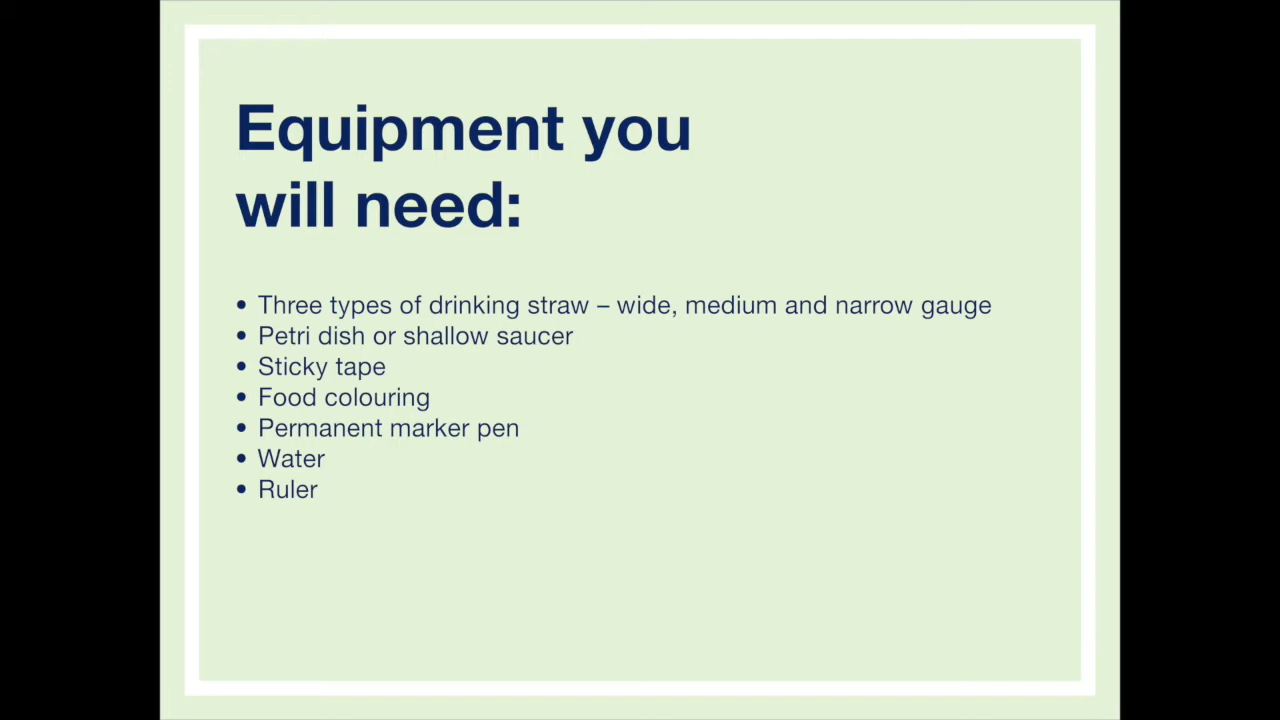 Equipment you
will need:
• Three types of drinking straw – wide, medium and narrow gauge
• Petri dish or shallow saucer
• Sticky tape
• Food colouring
• Permanent marker pen
• Water
• Ruler